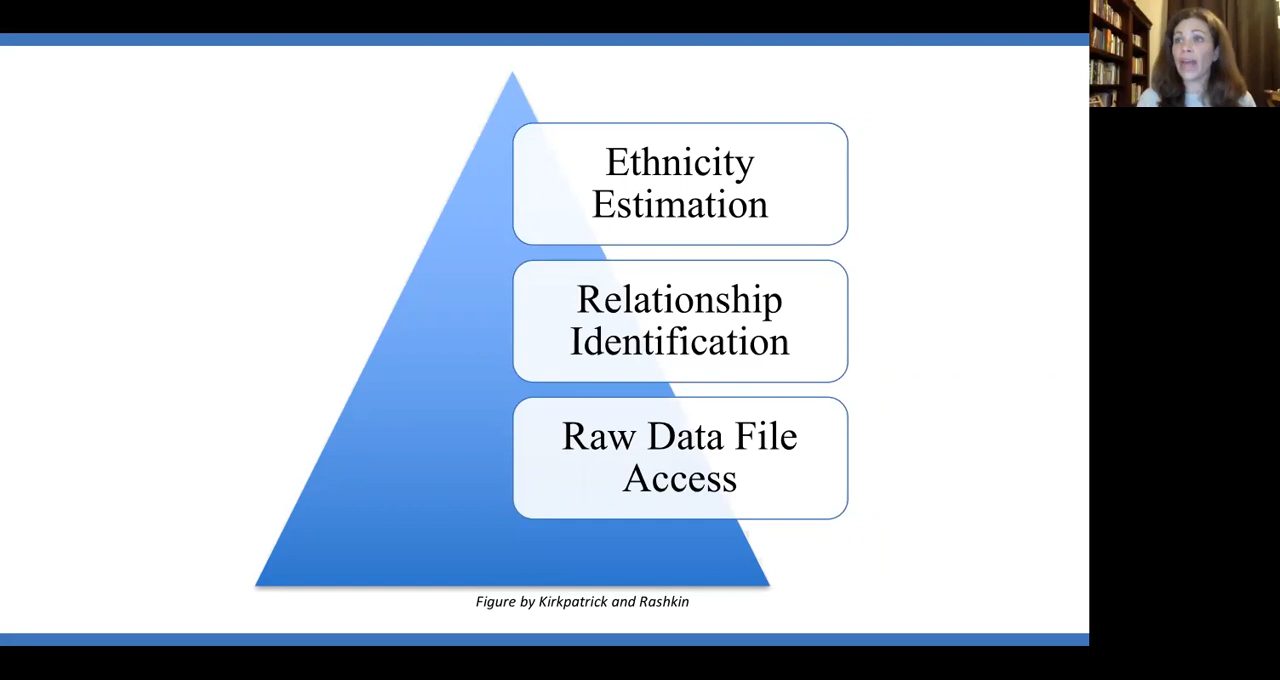 Ethnicity
Estimation
Relationship
Identification
Raw Data File
Access
Figure by Kirkpatrick and Rashkin